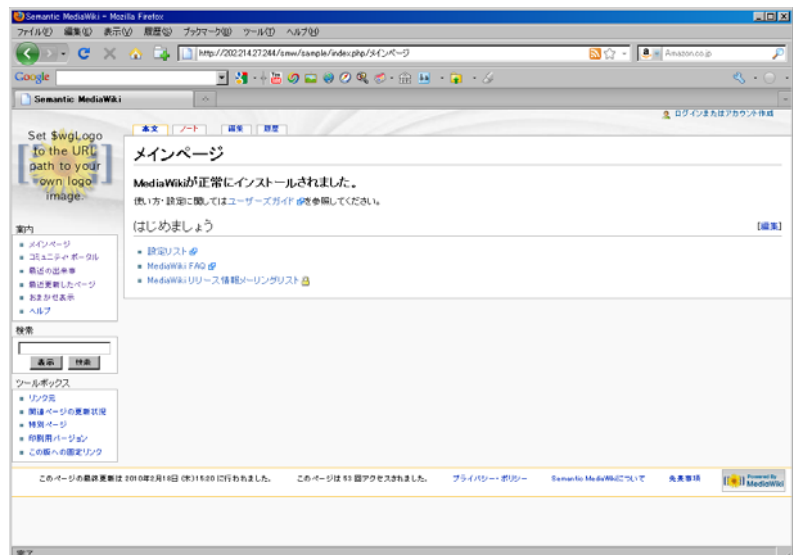 Semantic MediaWiki - Mozilla Firefox
ファイル(F) 編集(E) 表示(V) 履歴(S) ブックマーク(B) ツール(T) ヘルプ(H)
http://202.214.27.244/smw/sample/index.php/メインページ
Amazon.co.jp
Google
Semantic MediaWiki
ログインまたはアカウント作成
Set $wgLogo
to the URL
path to your
own logo
image.
本文 ノート 編集 履歴
メインページ
MediaWikiが正常にインストールされました。
使い方・設定に関してはユーザーズガイドを参照してください。
はじめましょう [編集]
設定リスト
MediaWiki FAQ
MediaWiki リリース情報メーリングリスト
案内
メインページ
コミュニティ・ポータル
最近の出来事
最近更新したページ
おまかせ表示
ヘルプ
検索
表示 検索
ツールボックス
リンク元
関連ページの更新状況
特別ページ
印刷用バージョン
この版への固定リンク
このページの最終更新は 2010年2月18日 (木) 15:20 に行われました。 このページは 53 回アクセスされました。 プライバシー・ポリシー Semantic MediaWikiについて 免責事項
Powered By
MediaWiki
完了